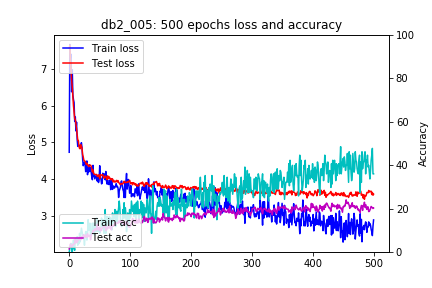 db2_005: 500 epochs loss and accuracy
Train loss
Test loss
Train acc
Test acc
Loss
Accuracy
7
6
5
4
3
100
80
60
40
20
0
0
100
200
300
400
500